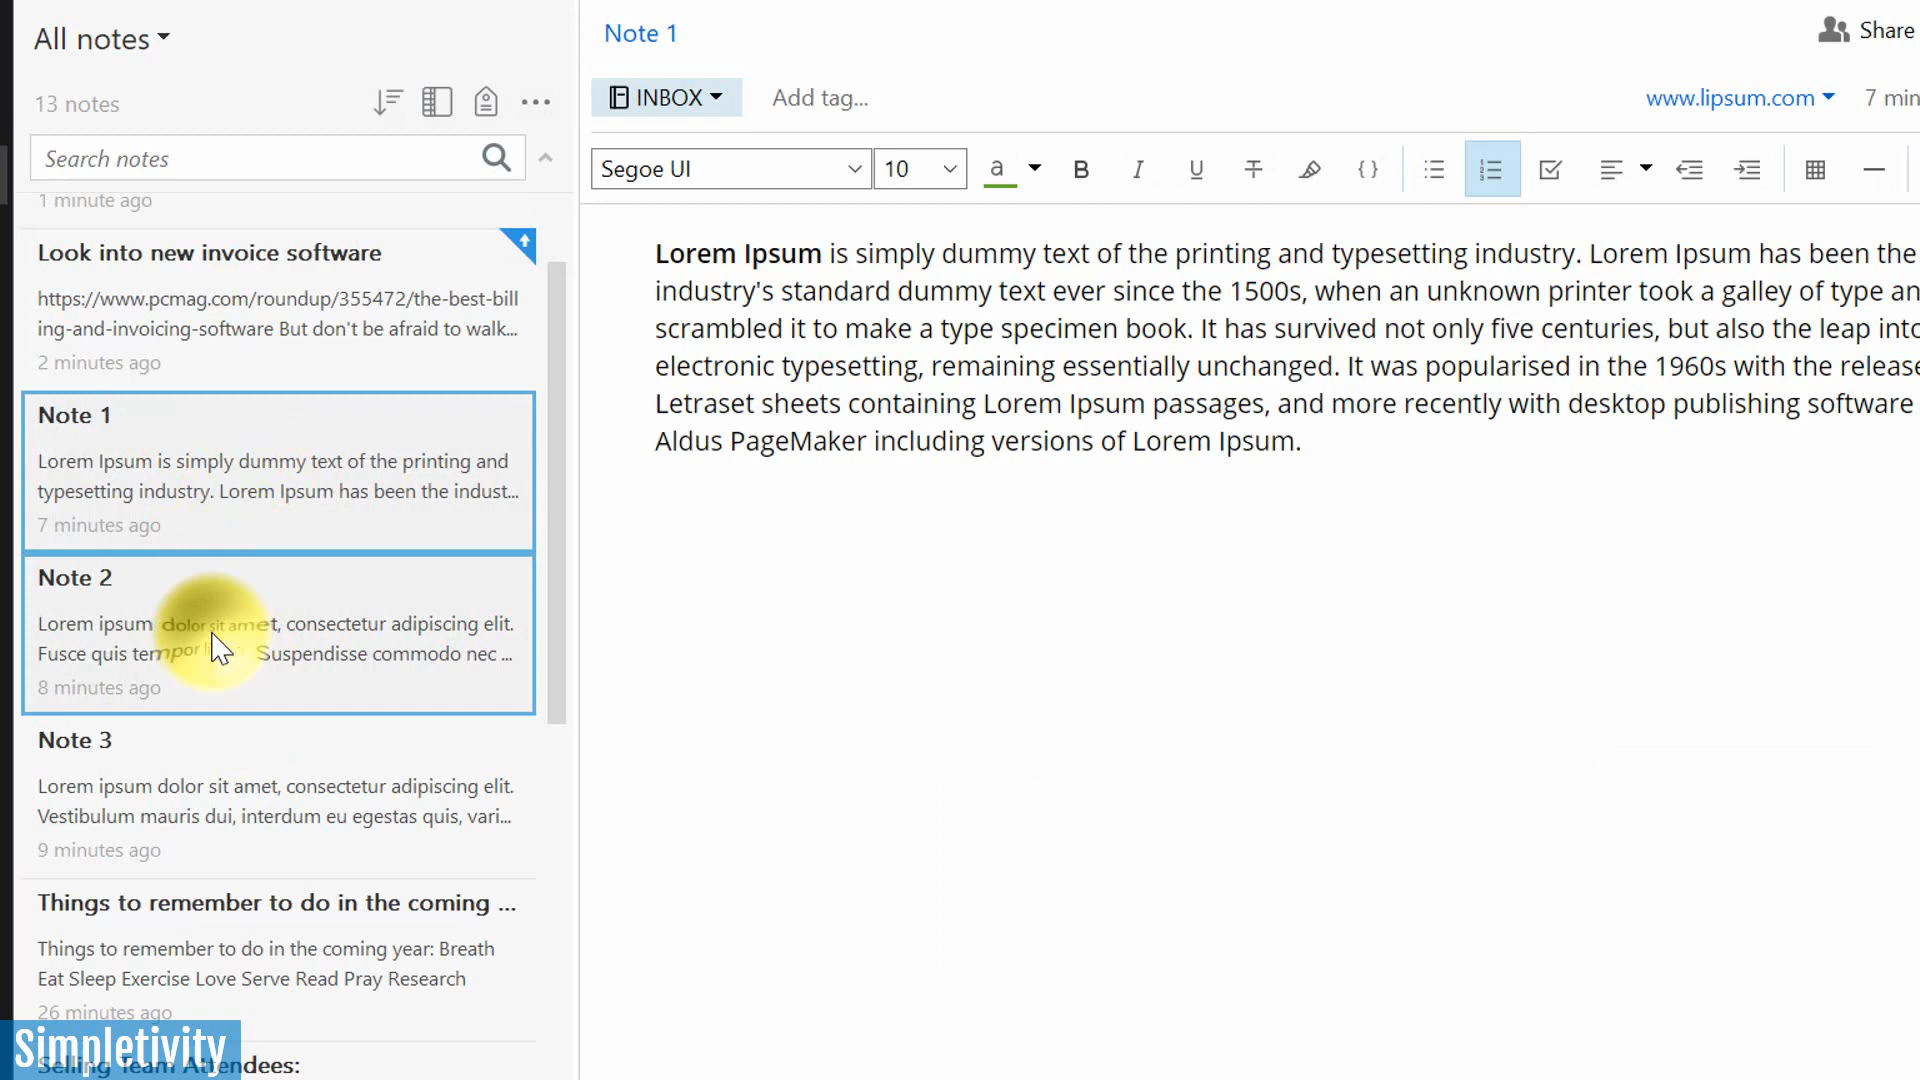 All notes
13 notes
Search notes
1 minute ago
Look into new invoice software
https://www.pcmag.com/roundup/355472/the-best-bill
ing-and-invoicing-software But don't be afraid to walk...
2 minutes ago
Note 1
Lorem Ipsum is simply dummy text of the printing and
typesetting industry. Lorem Ipsum has been the indust...
7 minutes ago
Note 2
Lorem ipsum dolor sit amet, consectetur adipiscing elit.
Fusce quis tempor Suspendisse commodo nec ...
8 minutes ago
Note 3
Lorem ipsum dolor sit amet, consectetur adipiscing elit.
Vestibulum mauris dui, interdum eu egestas quis, vari...
9 minutes ago
Things to remember to do in the coming ...
Things to remember to do in the coming year: Breath
Eat Sleep Exercise Love Serve Read Pray Research
26 minutes ago
Selling Team Attendees:
Simpletivity
Note 1
Share
INBOX
Add tag...
www.lipsum.com
7 min
Segoe UI
10
a
B
I
U
T
{ }
Lorem Ipsum is simply dummy text of the printing and typesetting industry. Lorem Ipsum has been the
industry's standard dummy text ever since the 1500s, when an unknown printer took a galley of type an
scrambled it to make a type specimen book. It has survived not only five centuries, but also the leap into
electronic typesetting, remaining essentially unchanged. It was popularised in the 1960s with the release
Letraset sheets containing Lorem Ipsum passages, and more recently with desktop publishing software
Aldus PageMaker including versions of Lorem Ipsum.